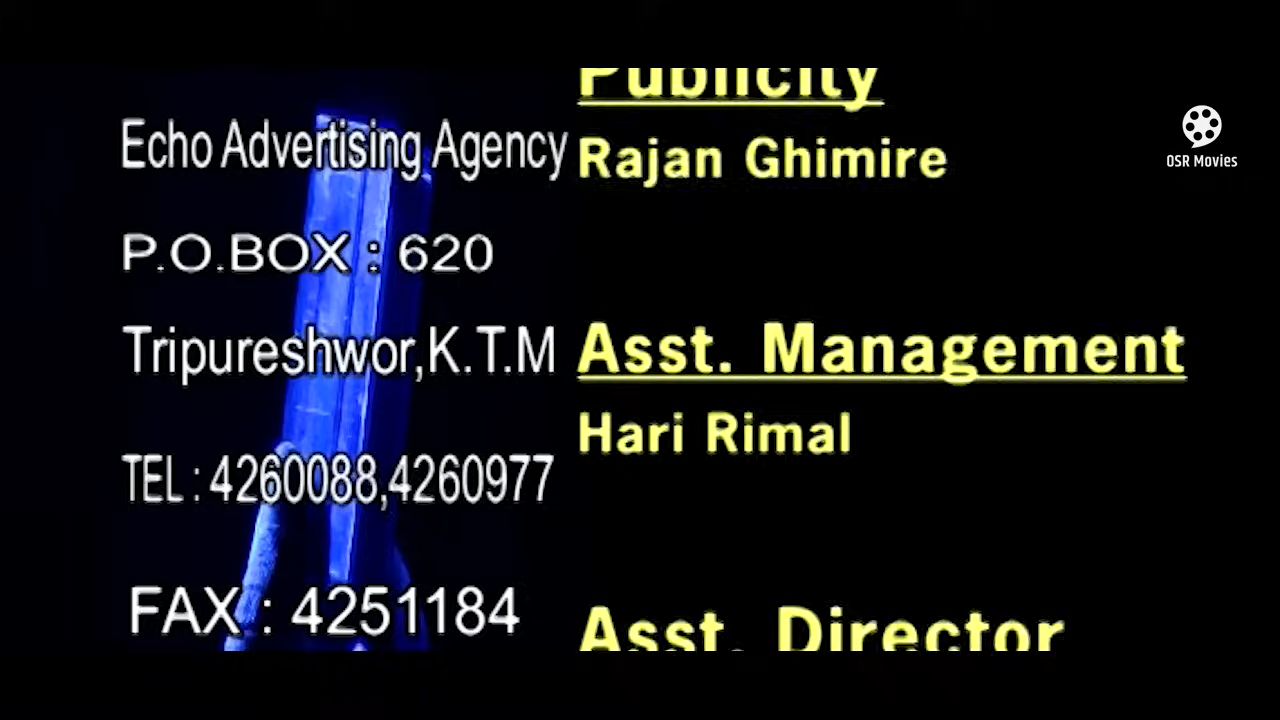 Echo Advertising Agency
P.O.BOX : 620
Tripureshwor,K.T.M
TEL : 4260088,4260977
FAX : 4251184
Publicity
Rajan Ghimire
Asst. Management
Hari Rimal
Asst. Director
OSR Movies